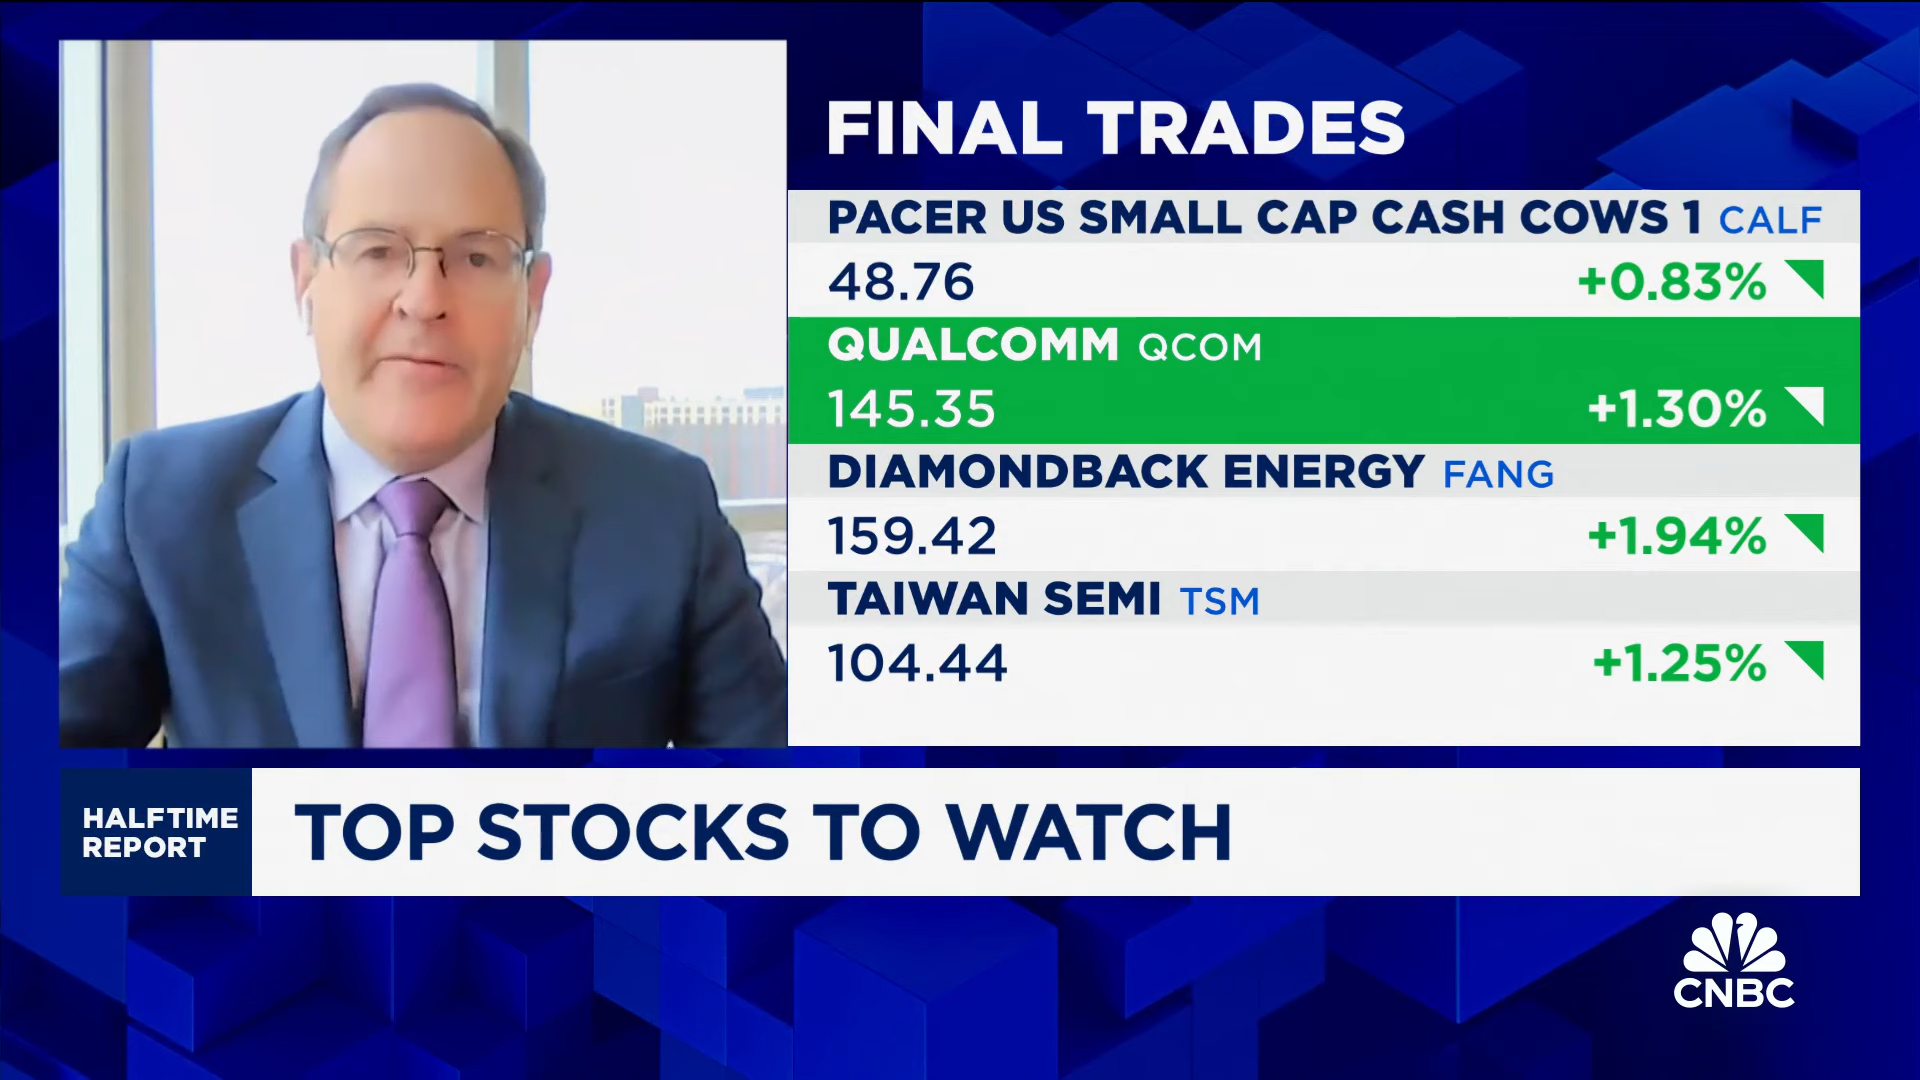 FINAL TRADES
PACER US SMALL CAP CASH COWS 1 CALF
48.76 +0.83%
QUALCOMM QCOM
145.35 +1.30%
DIAMONDBACK ENERGY FANG
159.42 +1.94%
TAIWAN SEMI TSM
104.44 +1.25%
HALFTIME
REPORT
TOP STOCKS TO WATCH
CNBC